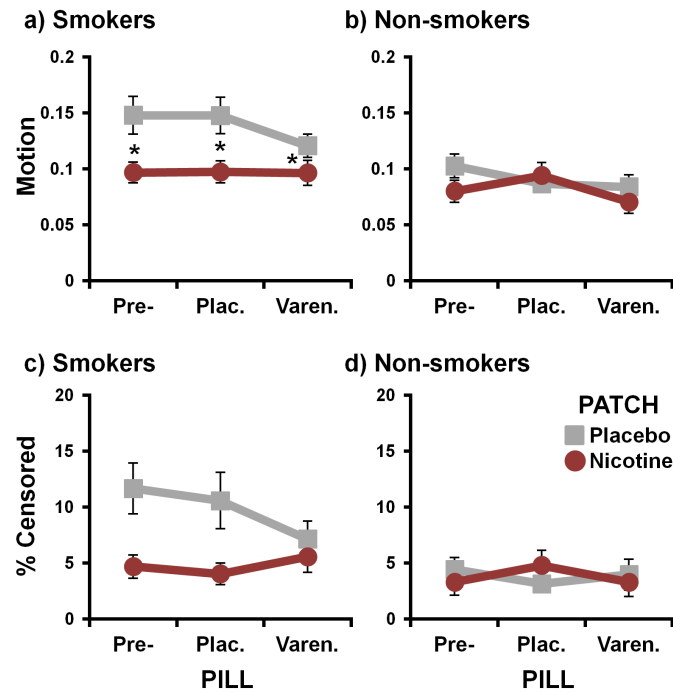 a) Smokers
b) Non-smokers
0.2
0.15
0.1
0.05
0
Motion
*
*
*
Pre-
Plac.
Varen.
0.2
0.15
0.1
0.05
0
Pre-
Plac.
Varen.
c) Smokers
d) Non-smokers
20
15
10
5
0
% Censored
Pre-
Plac.
Varen.
PILL
20
15
10
5
0
PATCH
Placebo
Nicotine
Pre-
Plac.
Varen.
PILL